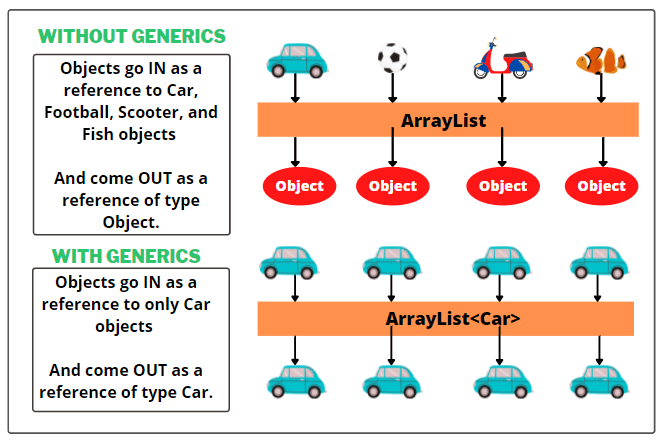 WITHOUT GENERICS
Objects go IN as a
reference to Car,
Football, Scooter, and
Fish objects
And come OUT as a
reference of type
Object.
ArrayList
Object
Object
Object
Object
WITH GENERICS
Objects go IN as a
reference to only Car
objects
And come OUT as a
reference of type Car.
ArrayList<Car>